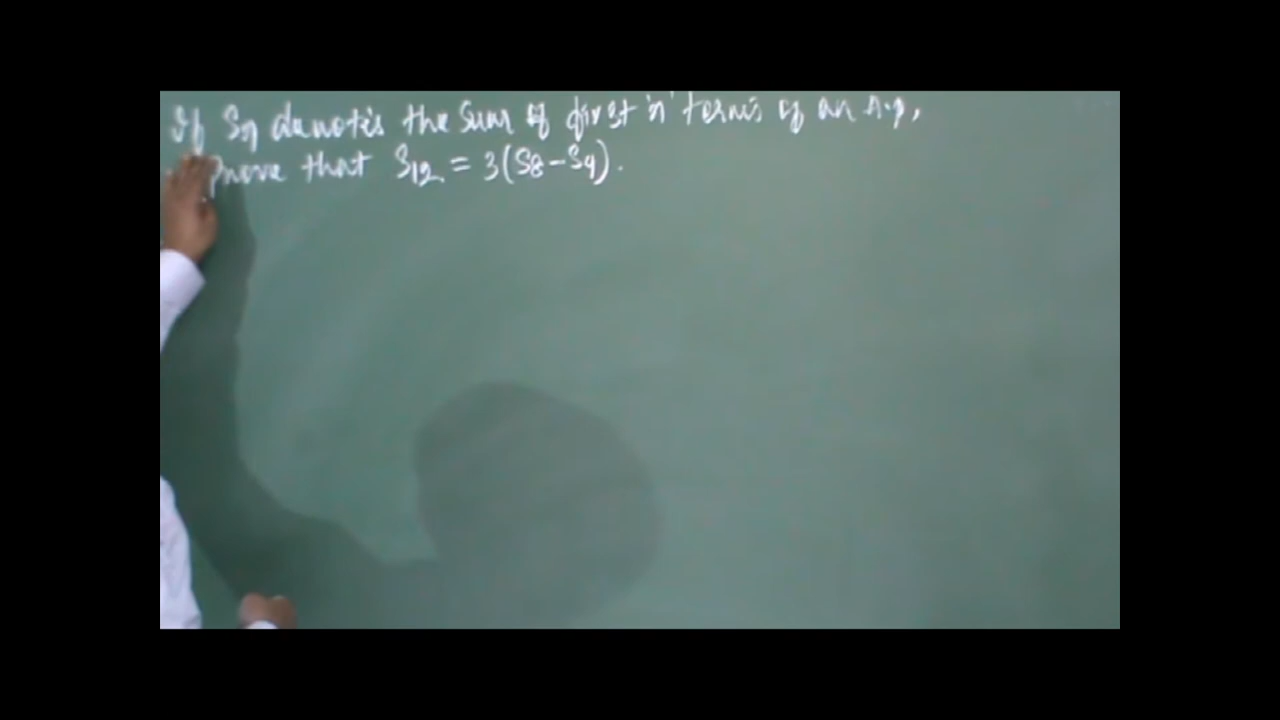 If Sn denotes the sum of first 'n' terms of an A.P,
Prove that S12 = 3(S8-S4).